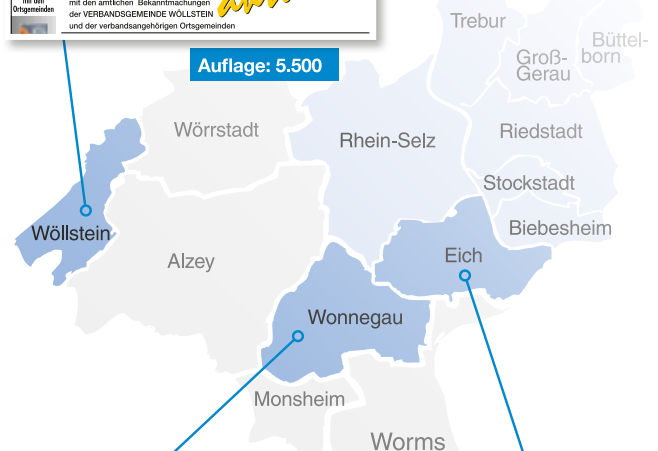 mit den
Ortsgemeinden
mit den amtlichen Bekanntmachungen
der VERBANDSGEMEINDE WÖLLSTEIN
und der verbandsangehörigen Ortsgemeinden
Auflage: 5.500
Trebur
Groß-
Gerau
Büttel-
born
Wörrstadt
Rhein-Selz
Riedstadt
Stockstadt
Wöllstein
Biebesheim
Alzey
Eich
Wonnegau
Monsheim
Worms